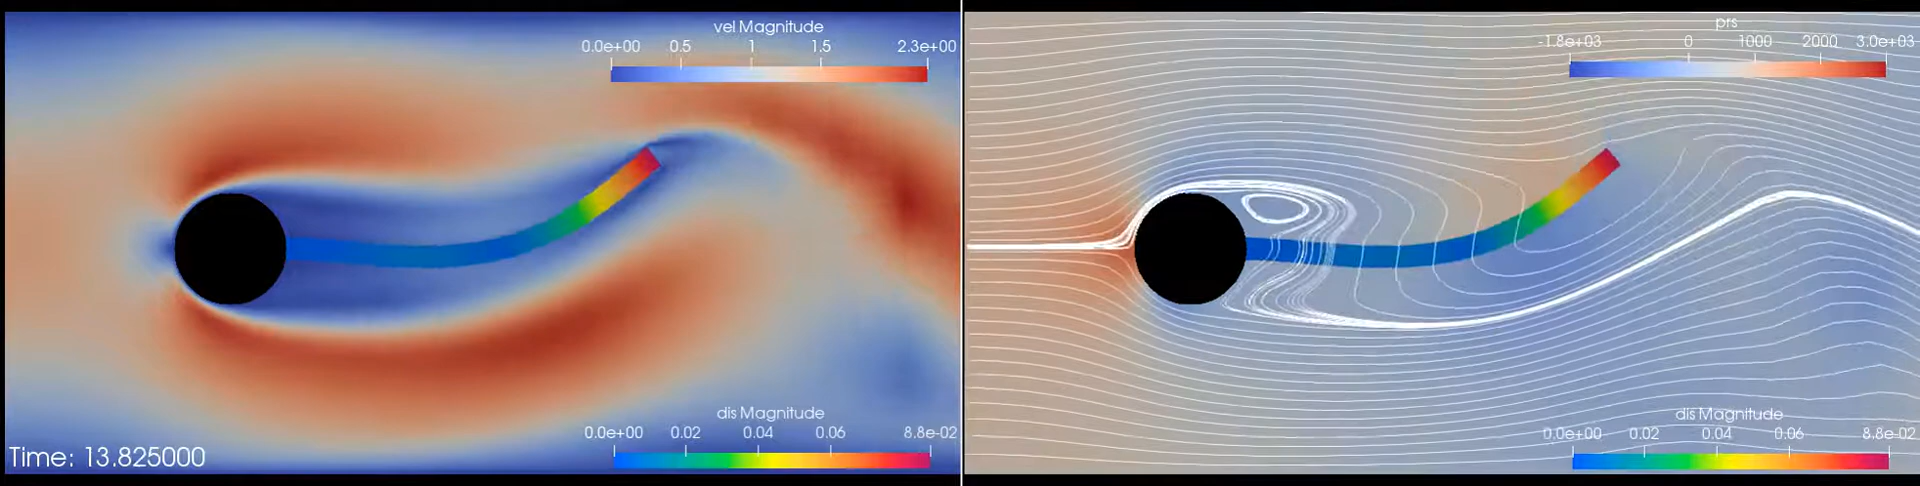 vel Magnitude
0.0e+00 0.5 1 1.5 2.3e+00
dis Magnitude
0.0e+00 0.02 0.04 0.06 8.8e-02
Time: 13.825000
prs
-1.8e+03 0 1000 2000 3.0e+03
dis Magnitude
0.0e+00 0.02 0.04 0.06 8.8e-02